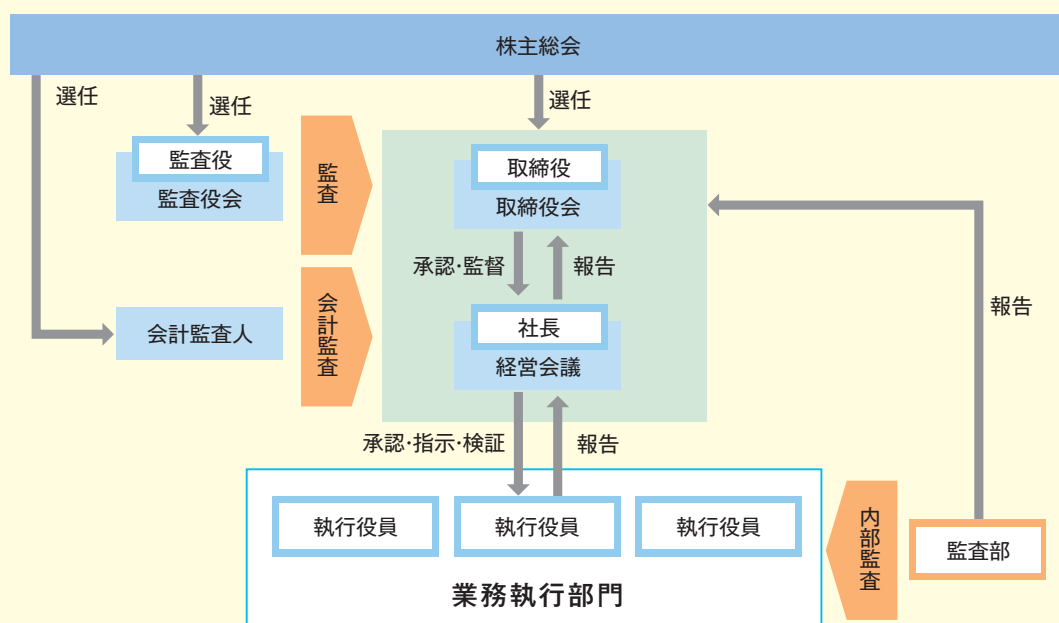 株主総会
選任
選任
選任
監査役
監査役会
監査
取締役
取締役会
承認・監督
報告
会計監査人
会計監査
社長
経営会議
報告
承認・指示・検証
報告
執行役員
執行役員
執行役員
業務執行部門
内部監査
監査部